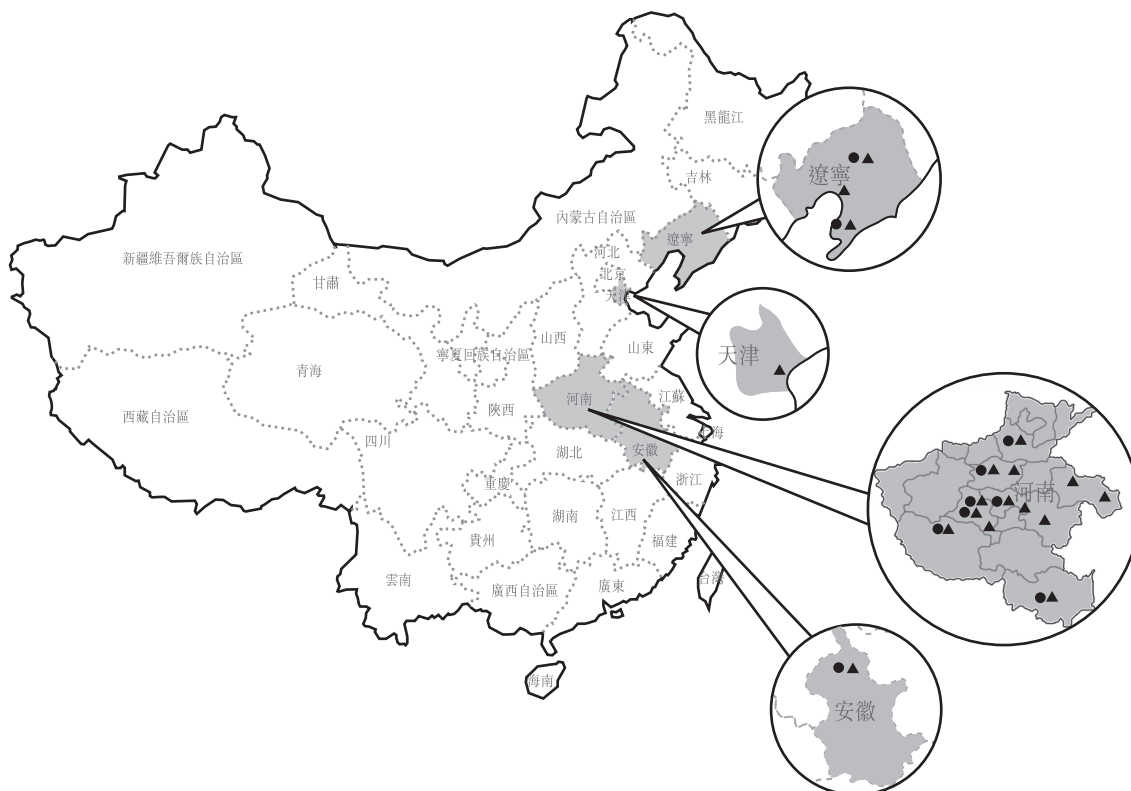 黑龍江
吉林
遼寧
內蒙古自治區
遼寧
河北
北京
天津
新疆維吾爾族自治區
甘肅
山西
寧夏回族自治區
山東
天津
青海
河南
江蘇
陝西
西藏自治區
上海
四川
湖北
安徽
浙江
重慶
河南
湖南
江西
貴州
福建
雲南
廣西自治區
廣東
台灣
海南
安徽